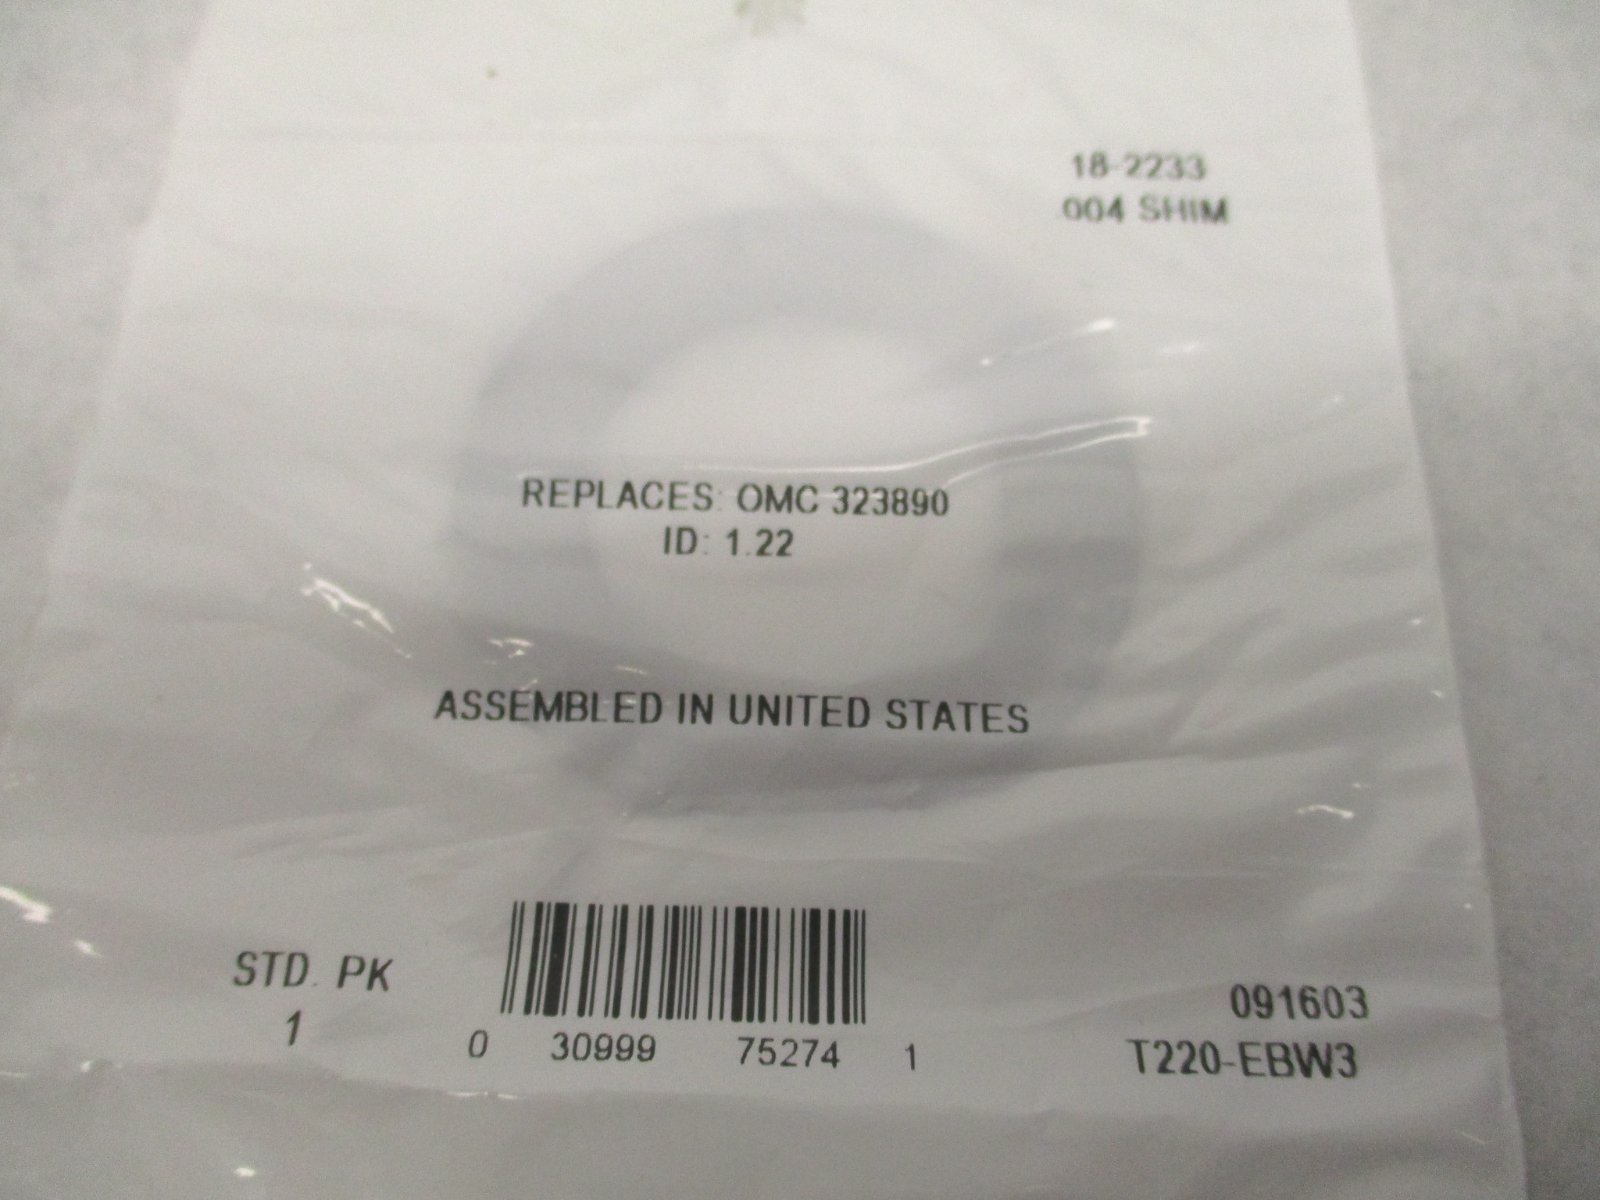 18-2233
.004 SHIM
REPLACES: OMC 323890
ID: 1.22
ASSEMBLED IN UNITED STATES
STD. PK
1
0 30999 75274 1
091603
T220-EBW3